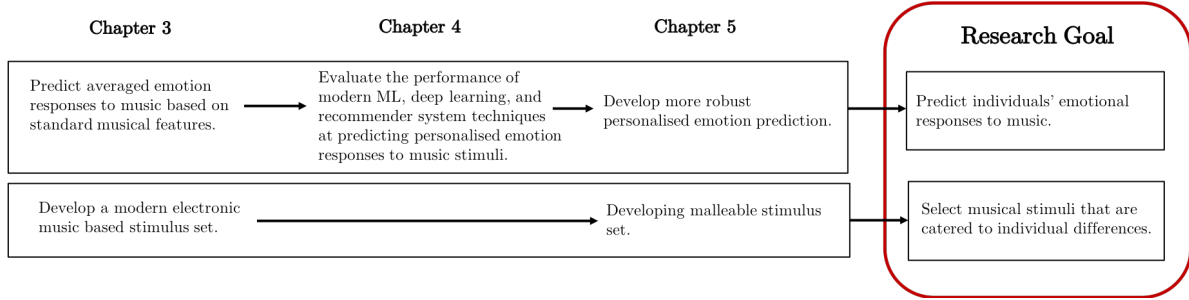 Chapter 3
Chapter 4
Chapter 5
Research Goal
Predict averaged emotion
responses to music based on
standard musical features.
Evaluate the performance of
modern ML, deep learning, and
recommender system techniques
at predicting personalised emotion
responses to music stimuli.
Develop more robust
personalised emotion prediction.
Predict individuals' emotional
responses to music.
Develop a modern electronic
music based stimulus set.
Developing malleable stimulus
set.
Select musical stimuli that are
catered to individual differences.